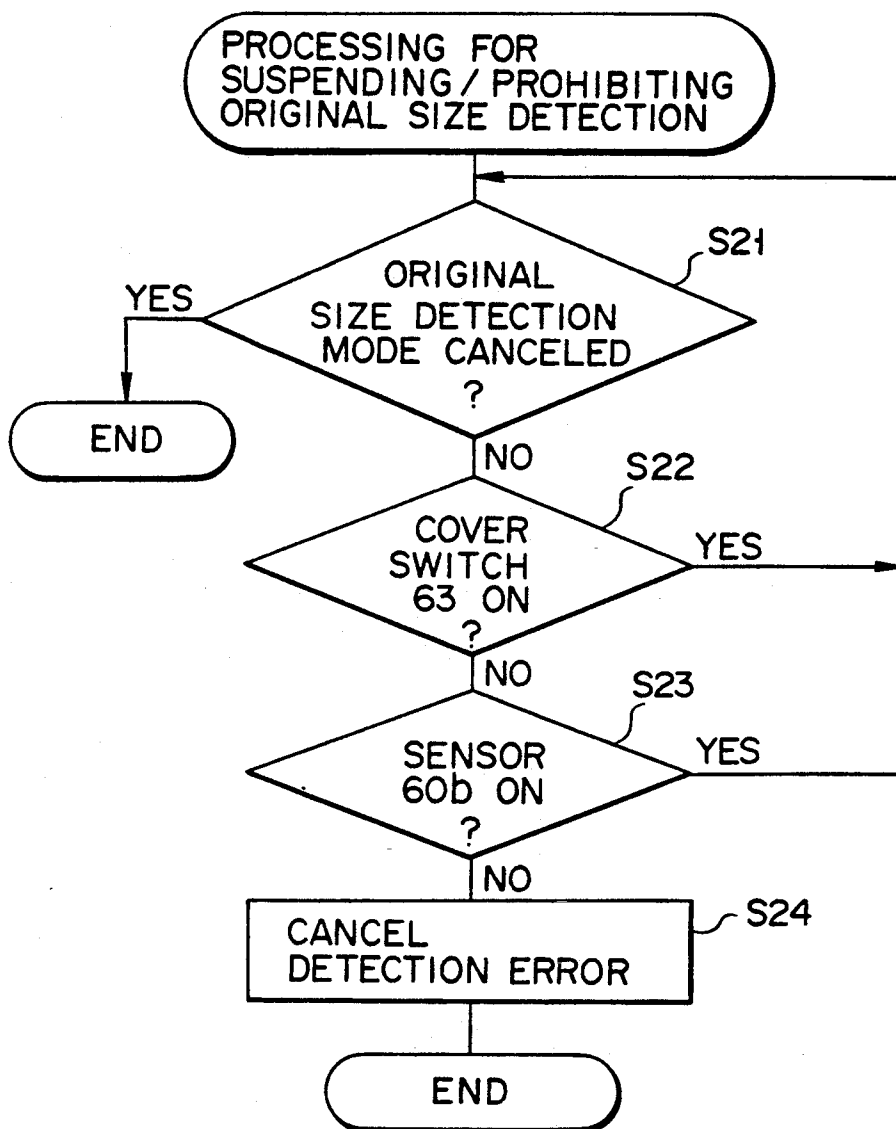 PROCESSING FOR
SUSPENDING / PROHIBITING
ORIGINAL SIZE DETECTION
S21
ORIGINAL
SIZE DETECTION
MODE CANCELED
?
YES
END
NO
S22
COVER
SWITCH
63 ON
?
YES
NO
S23
SENSOR
60b ON
?
YES
NO
S24
CANCEL
DETECTION ERROR
END